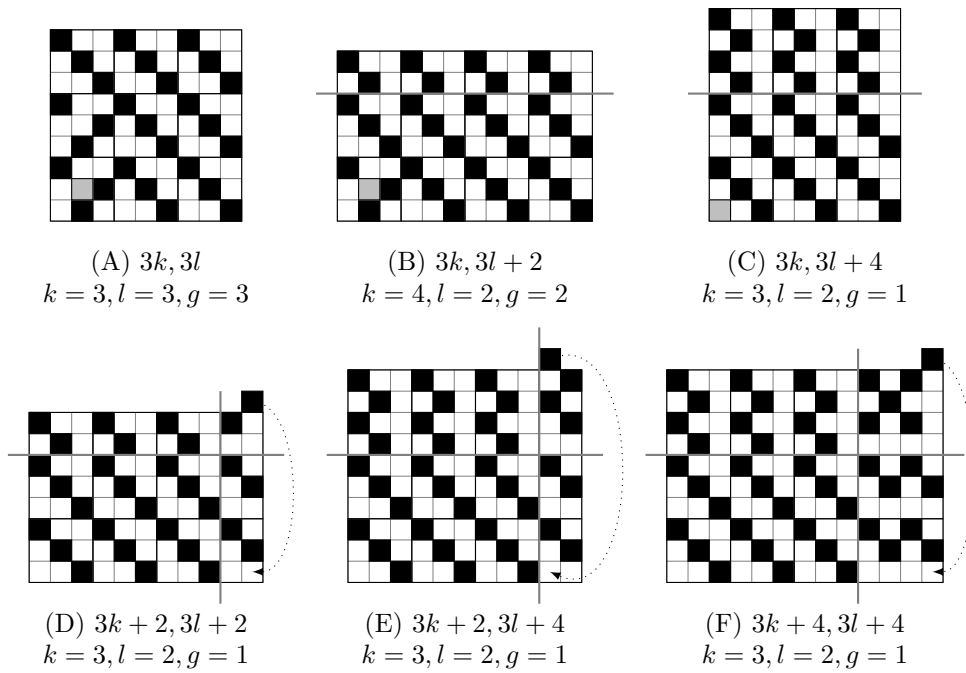 (A) 3k, 3l
k = 3, l = 3, g = 3
(B) 3k, 3l + 2
k = 4, l = 2, g = 2
(C) 3k, 3l + 4
k = 3, l = 2, g = 1
(D) 3k + 2, 3l + 2
k = 3, l = 2, g = 1
(E) 3k + 2, 3l + 4
k = 3, l = 2, g = 1
(F) 3k + 4, 3l + 4
k = 3, l = 2, g = 1